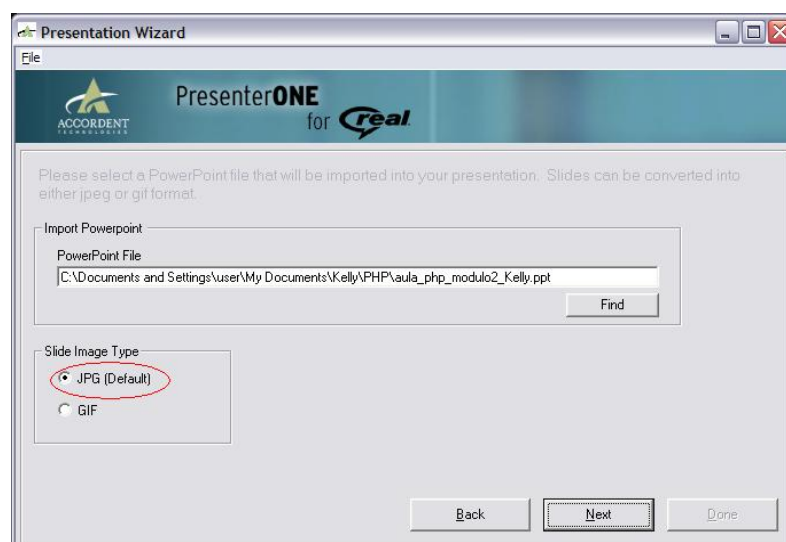 Presentation Wizard
File
ACCORDENT
TECHNOLOGIES
PresenterONE
for real
Please select a PowerPoint file that will be imported into your presentation. Slides can be converted into
either jpeg or gif format.
Import Powerpoint
PowerPoint File
C:\Documents and Settings\user\My Documents\Kelly\PHP\aula_php_modulo2_Kelly.ppt
Find
Slide Image Type
JPG (Default)
GIF
Back Next Done